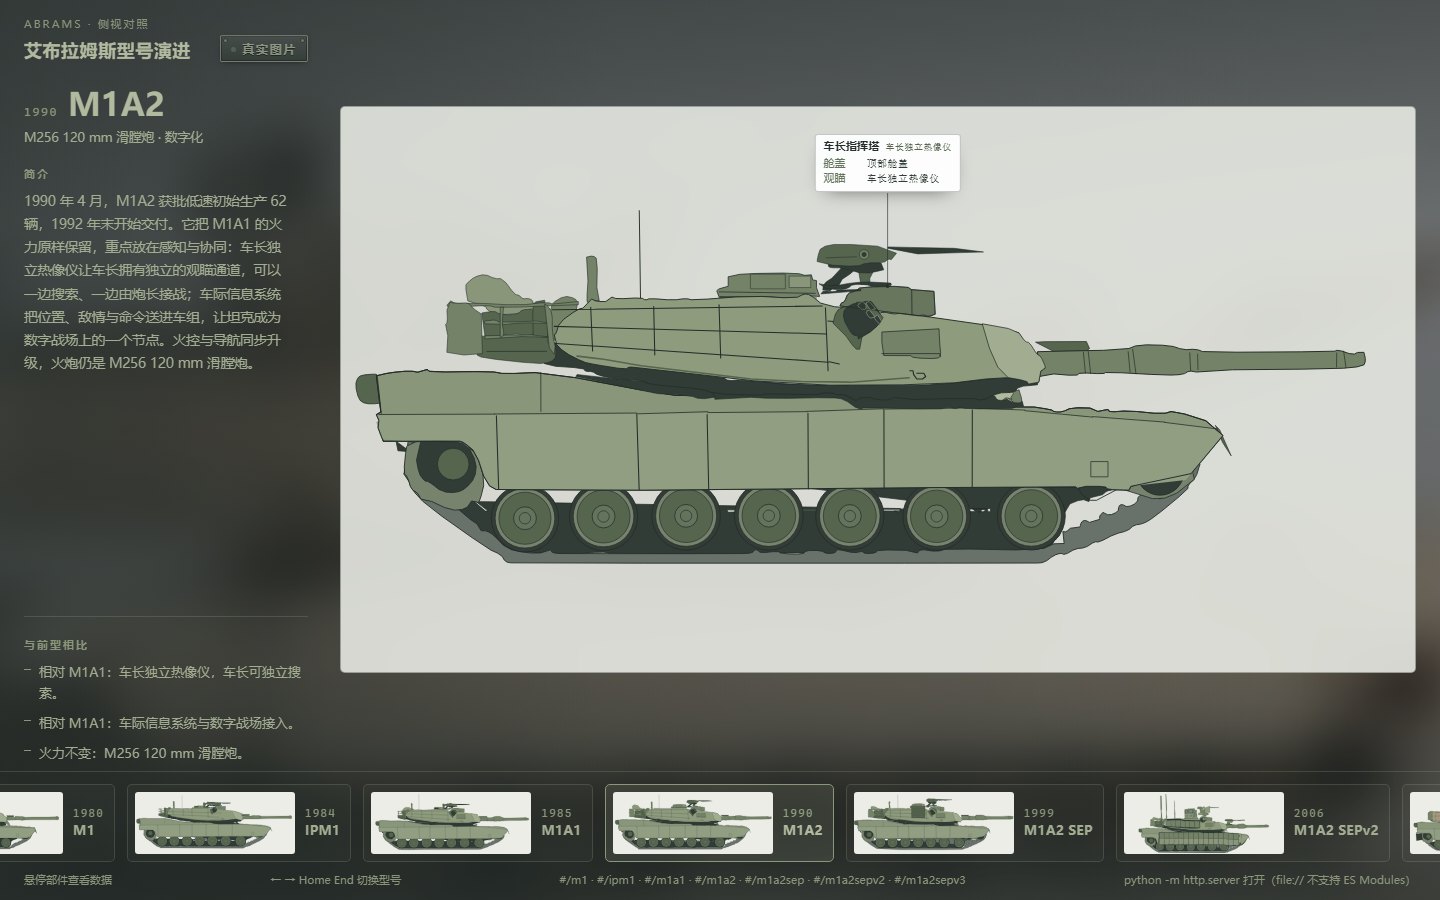 ABRAMS · 侧视对照
艾布拉姆斯型号演进
真实图片
1990 M1A2
M256 120 mm 滑膛炮 · 数字化
简介
1990 年 4 月，M1A2 获批低速初始生产 62
辆，1992 年末开始交付。它把 M1A1 的火
力原样保留，重点放在感知与协同：车长独
立热像仪让车长拥有独立的观瞄通道，可以
一边搜索、一边由炮长接战；车际信息系统
把位置、敌情与命令送进车组，让坦克成为
数字战场上的一个节点。火控与导航同步升
级，火炮仍是 M256 120 mm 滑膛炮。
车长指挥塔 车长独立热像仪
舱盖 顶部舱盖
观瞄 车长独立热像仪
与前型相比
– 相对 M1A1：车长独立热像仪，车长可独立搜
索。
– 相对 M1A1：车际信息系统与数字战场接入。
– 火力不变：M256 120 mm 滑膛炮。
1980
M1
1984
IPM1
1985
M1A1
1990
M1A2
1999
M1A2 SEP
2006
M1A2 SEPv2
悬停部件查看数据
← → Home End 切换型号
#/m1 · #/ipm1 · #/m1a1 · #/m1a2 · #/m1a2sep · #/m1a2sepv2 · #/m1a2sepv3
python -m http.server 打开（file:// 不支持 ES Modules）